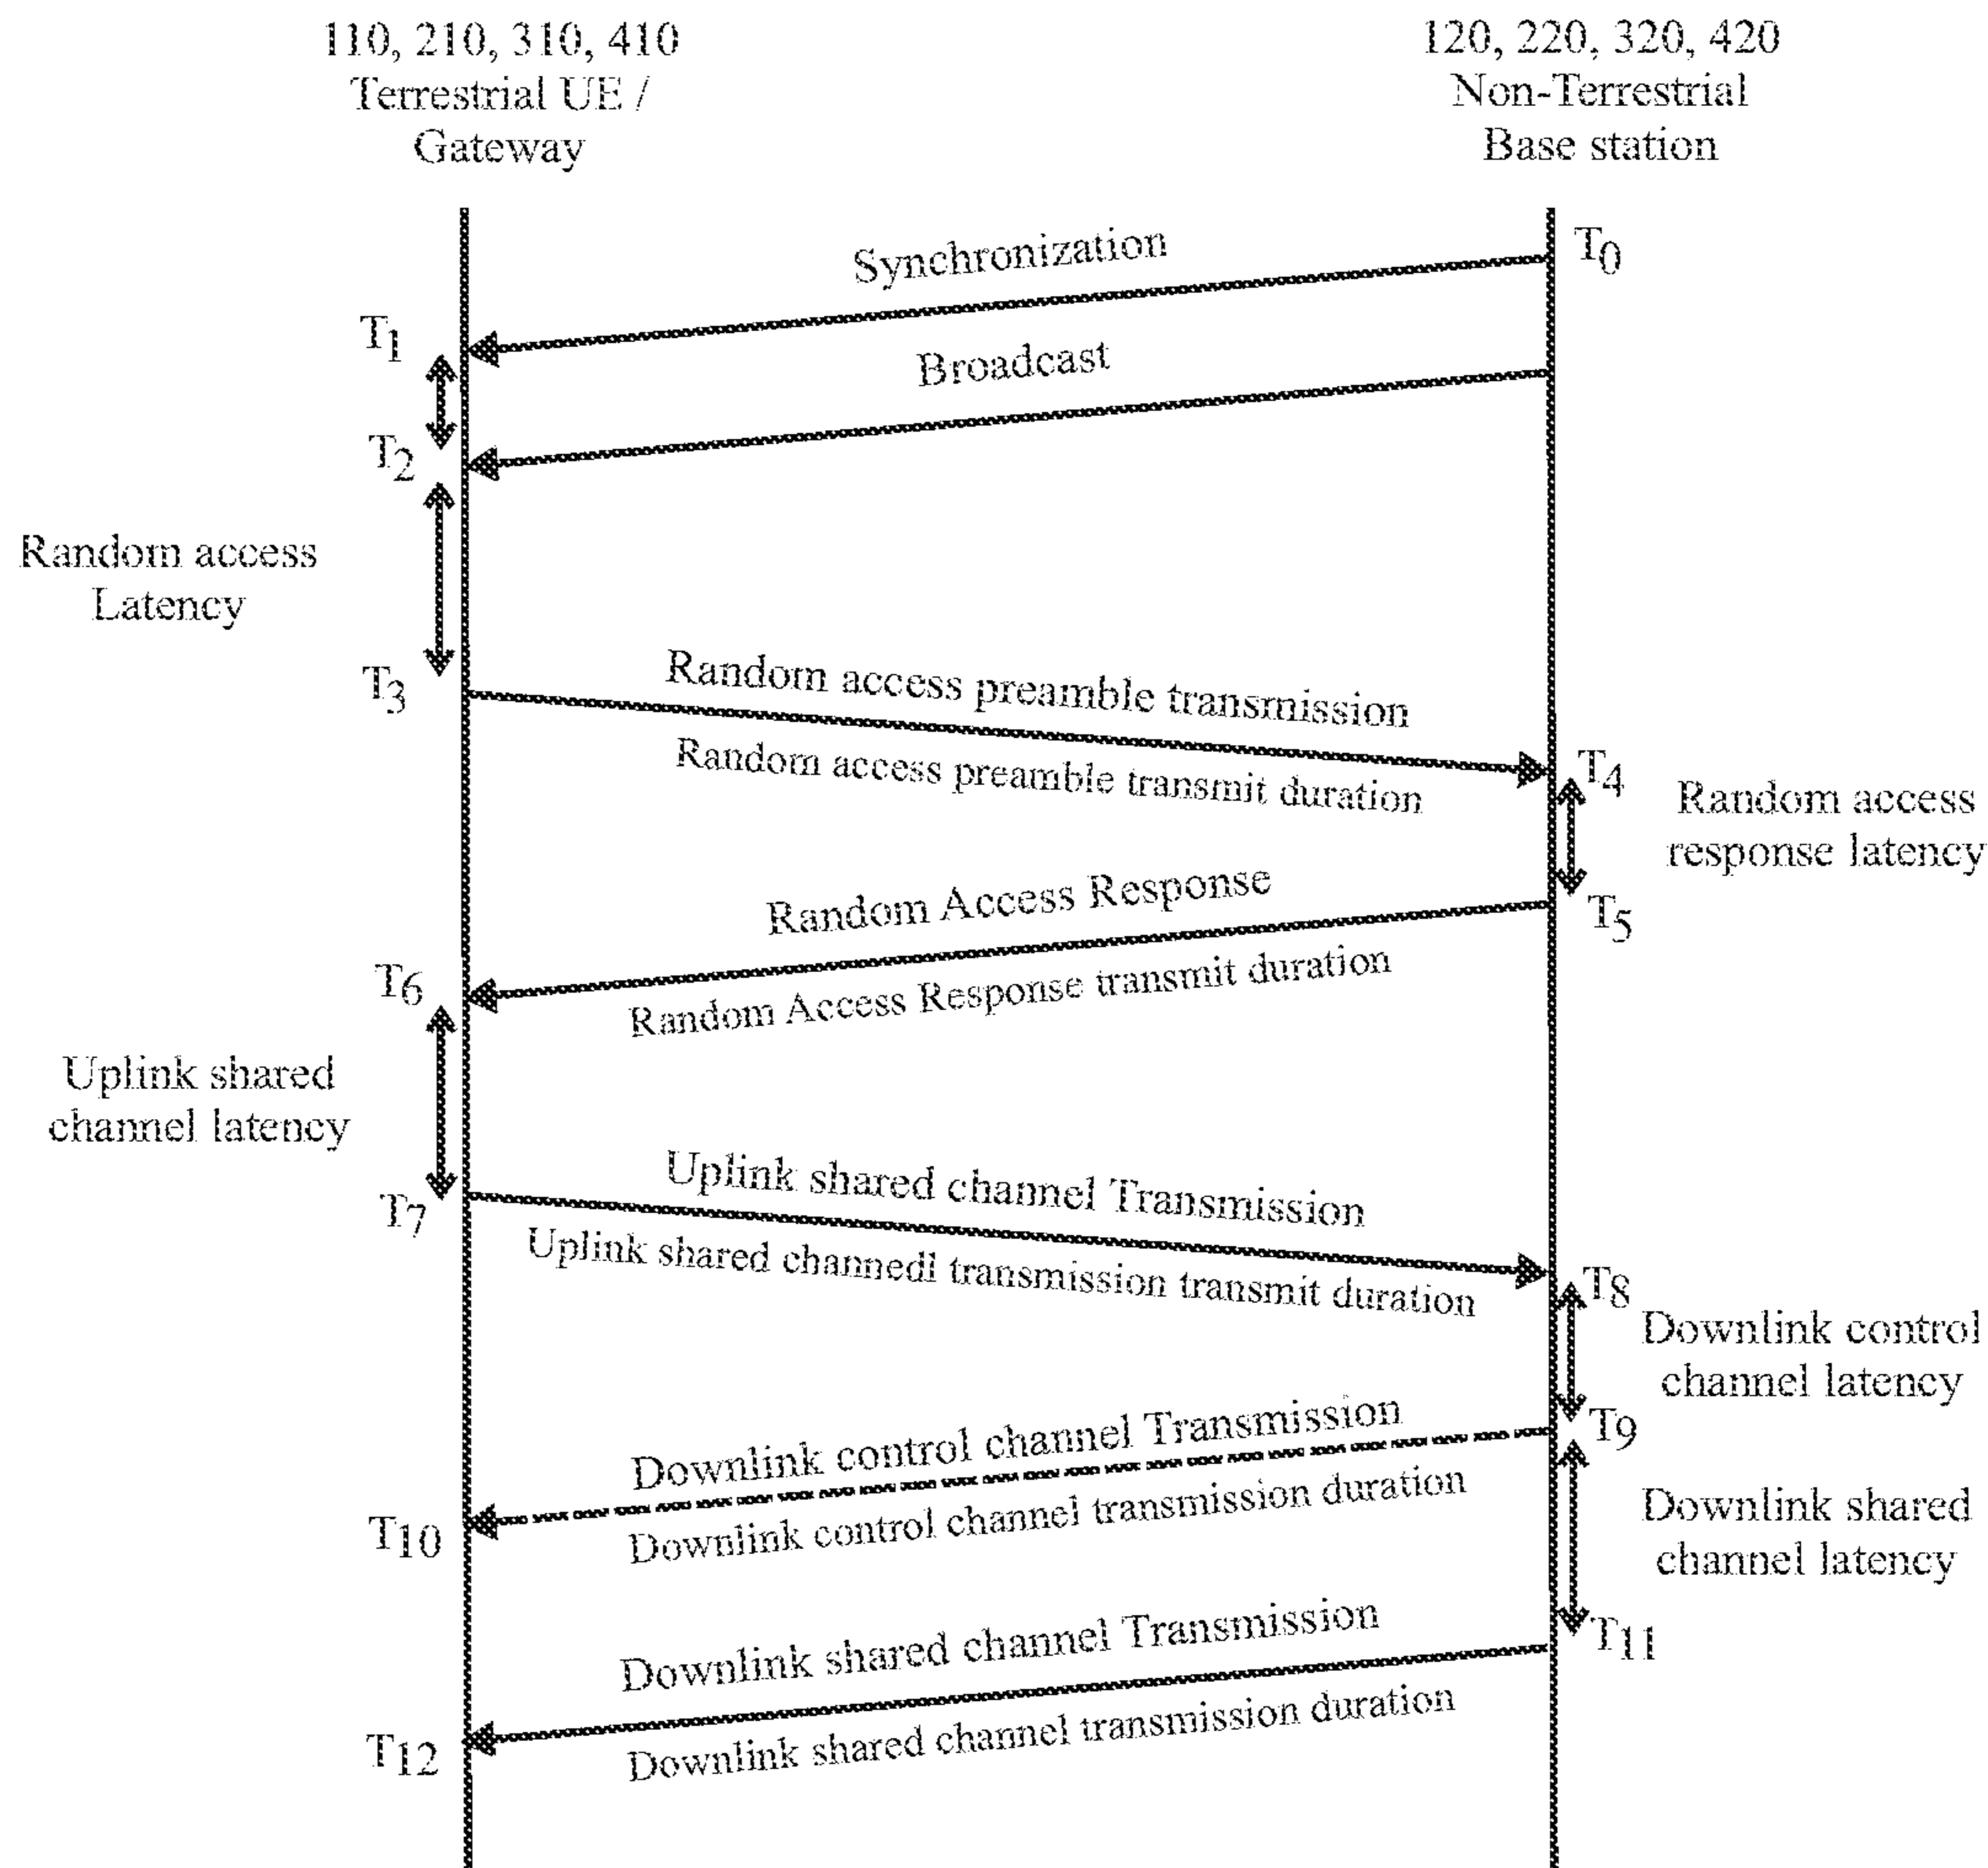 110, 210, 310, 410
Terrestrial UE /
Gateway
120, 220, 320, 420
Non-Terrestrial
Base station
Synchronization
T0
T1
Broadcast
T2
Random access
Latency
T3
Random access preamble transmission
Random access preamble transmit duration
T4
Random access
response latency
Random Access Response
T5
Random Access Response transmit duration
T6
Uplink shared
channel latency
T7
Uplink shared channel Transmission
Uplink shared channedl transmission transmit duration
T8
Downlink control
channel latency
Downlink control channel Transmission
T9
Downlink control channel transmission duration
T10
Downlink shared
channel latency
Downlink shared channel Transmission
T11
Downlink shared channel transmission duration
T12